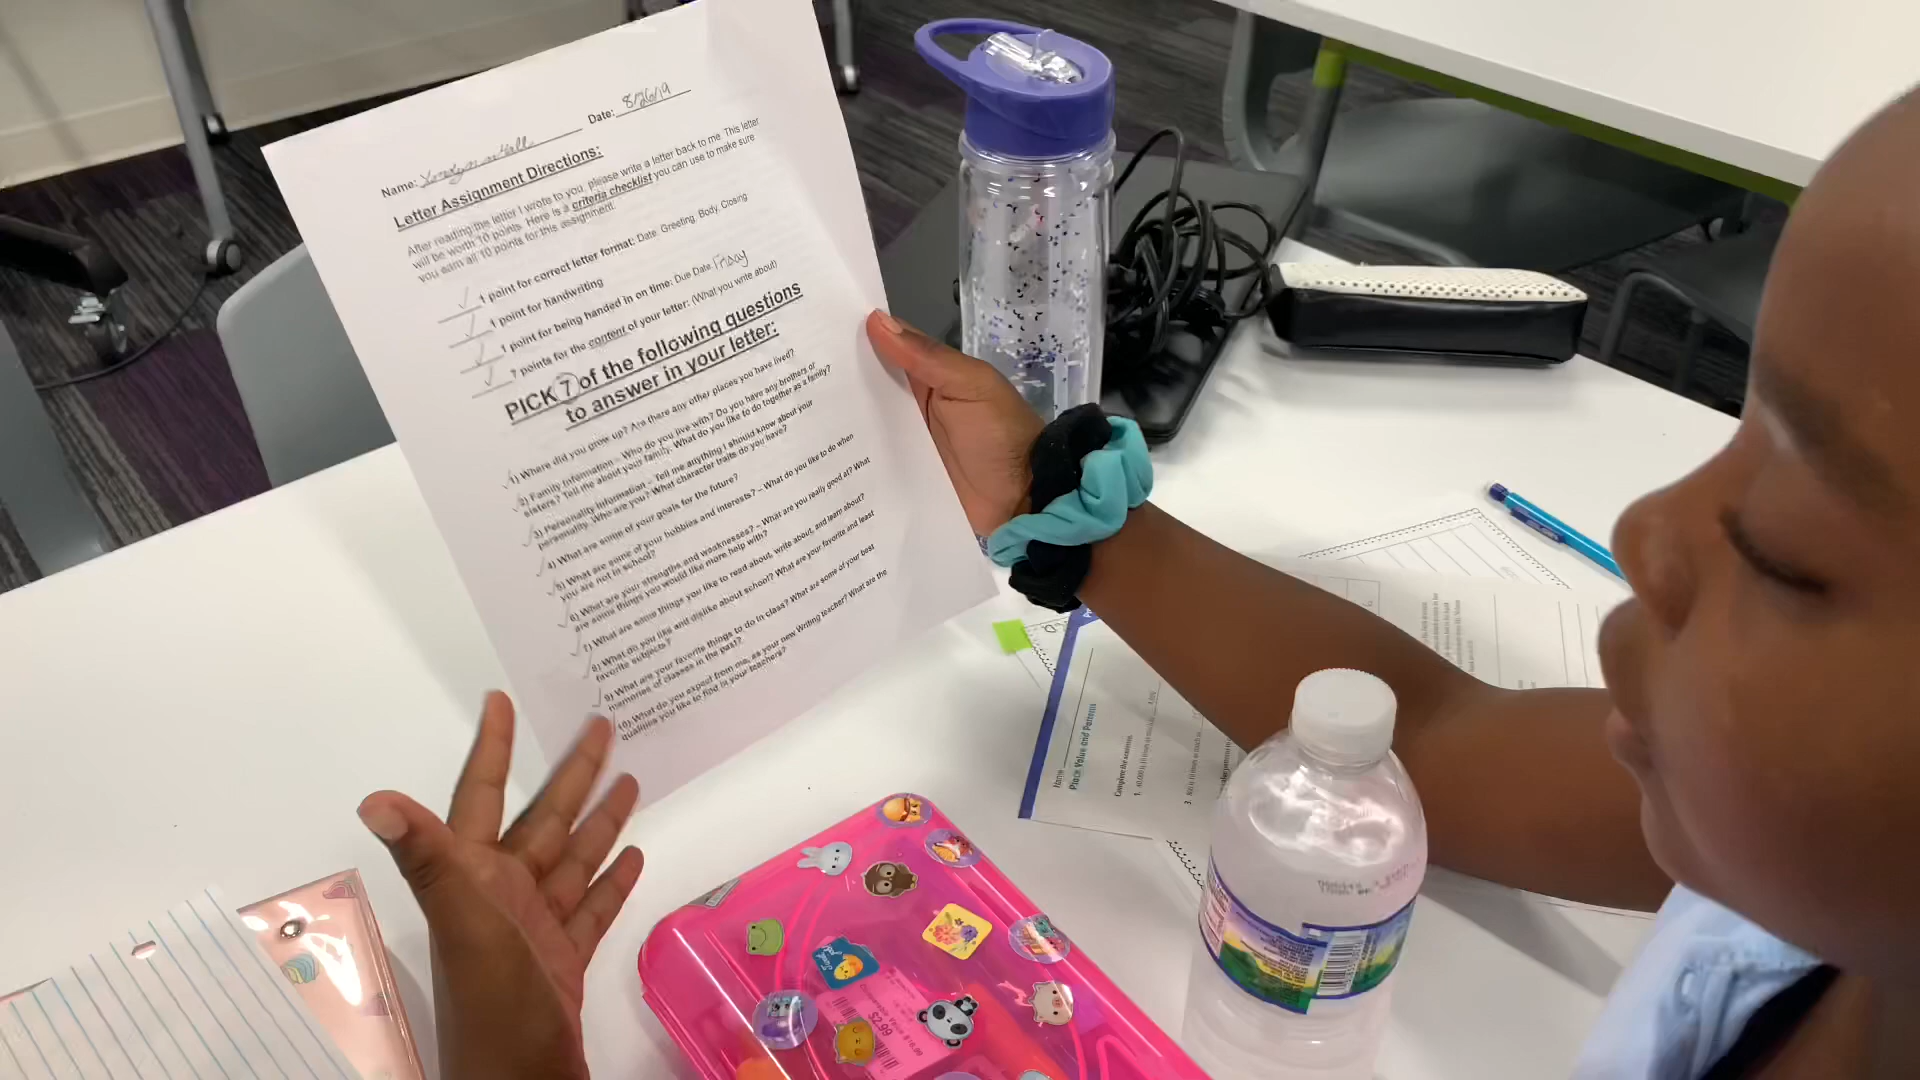 Name: Date: 8/26/19
Letter Assignment Directions:
After reading the letter I wrote to you, please write a letter back to me. This letter
will be worth 10 points. Here is a criteria checklist you can use to make sure
you earn all 10 points for this assignment.
1 point for correct letter format: Date, Greeting, Body, Closing
1 point for handwriting
1 point for being handed in on time: Due Date: Friday
7 points for the content of your letter: (What you write about)
PICK 7 of the following questions
to answer in your letter:
1) Where did you grow up? Are there any other places you have lived?
2) Family Information – Who do you live with? Do you have any brothers or
sisters? Tell me about your family. What do you like to do together as a family?
3) Personality Information – Tell me anything I should know about your
personality. Who are you? What character traits do you have?
4) What are some of your goals for the future?
5) What are some of your hobbies and interests? – What do you like to do when
you are not in school?
6) What are your strengths and weaknesses? – What are you really good at? What
are some things you would like more help with?
7) What are some things you like to read about, write about, and learn about?
8) What do you like and dislike about school? What are your favorite and least
favorite subjects?
9) What are your favorite things to do in class? What are some of your best
memories of classes in the past?
10) What do you expect from me, as your new Writing teacher? What are the
qualities you like to find in your teachers?
Name
Place Value and Patterns
Complete the sentence.
1.
3.
Comparable Value $16.99
$2.99